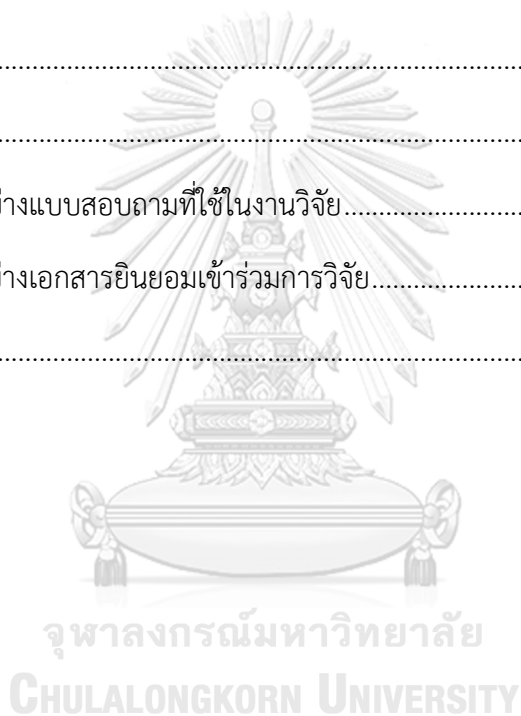 ....................................................................................
....................................................................................
่างแบบสอบถามที่ใช้ในงานวิจัย............................
่างเอกสารยินยอมเข้าร่วมการวิจัย........................
....................................................................................
จุฬาลงกรณ์มหาวิทยาลัย
CHULALONGKORN UNIVERSITY